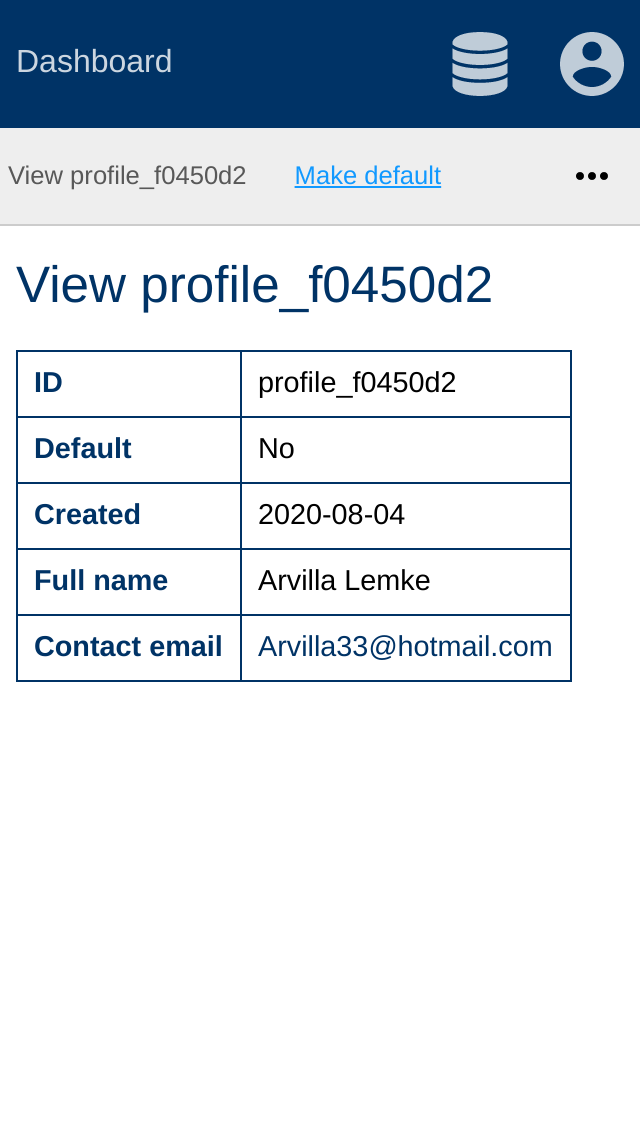 Dashboard
View profile_f0450d2 Make default
View profile_f0450d2
ID profile_f0450d2
Default No
Created 2020-08-04
Full name Arvilla Lemke
Contact email Arvilla33@hotmail.com